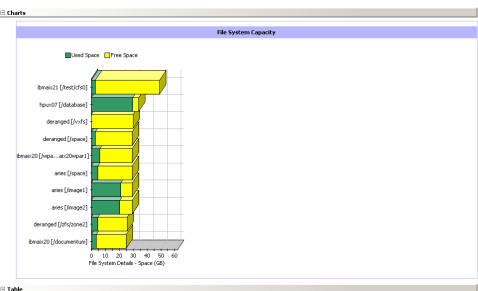 Charts
File System Capacity
Used Space Free Space
ibmaix21 [/test/cfs0]
hpux07 [/database]
deranged [/vxfs]
deranged [/space]
ibmaix20 [/wpa...aix20wpar1]
aries [/space]
aries [/image1]
aries [/image2]
deranged [/zfs/zone2]
ibmaix20 [/documentum]
0 10 20 30 40 50 60
File System Details - Space (GB)
Table